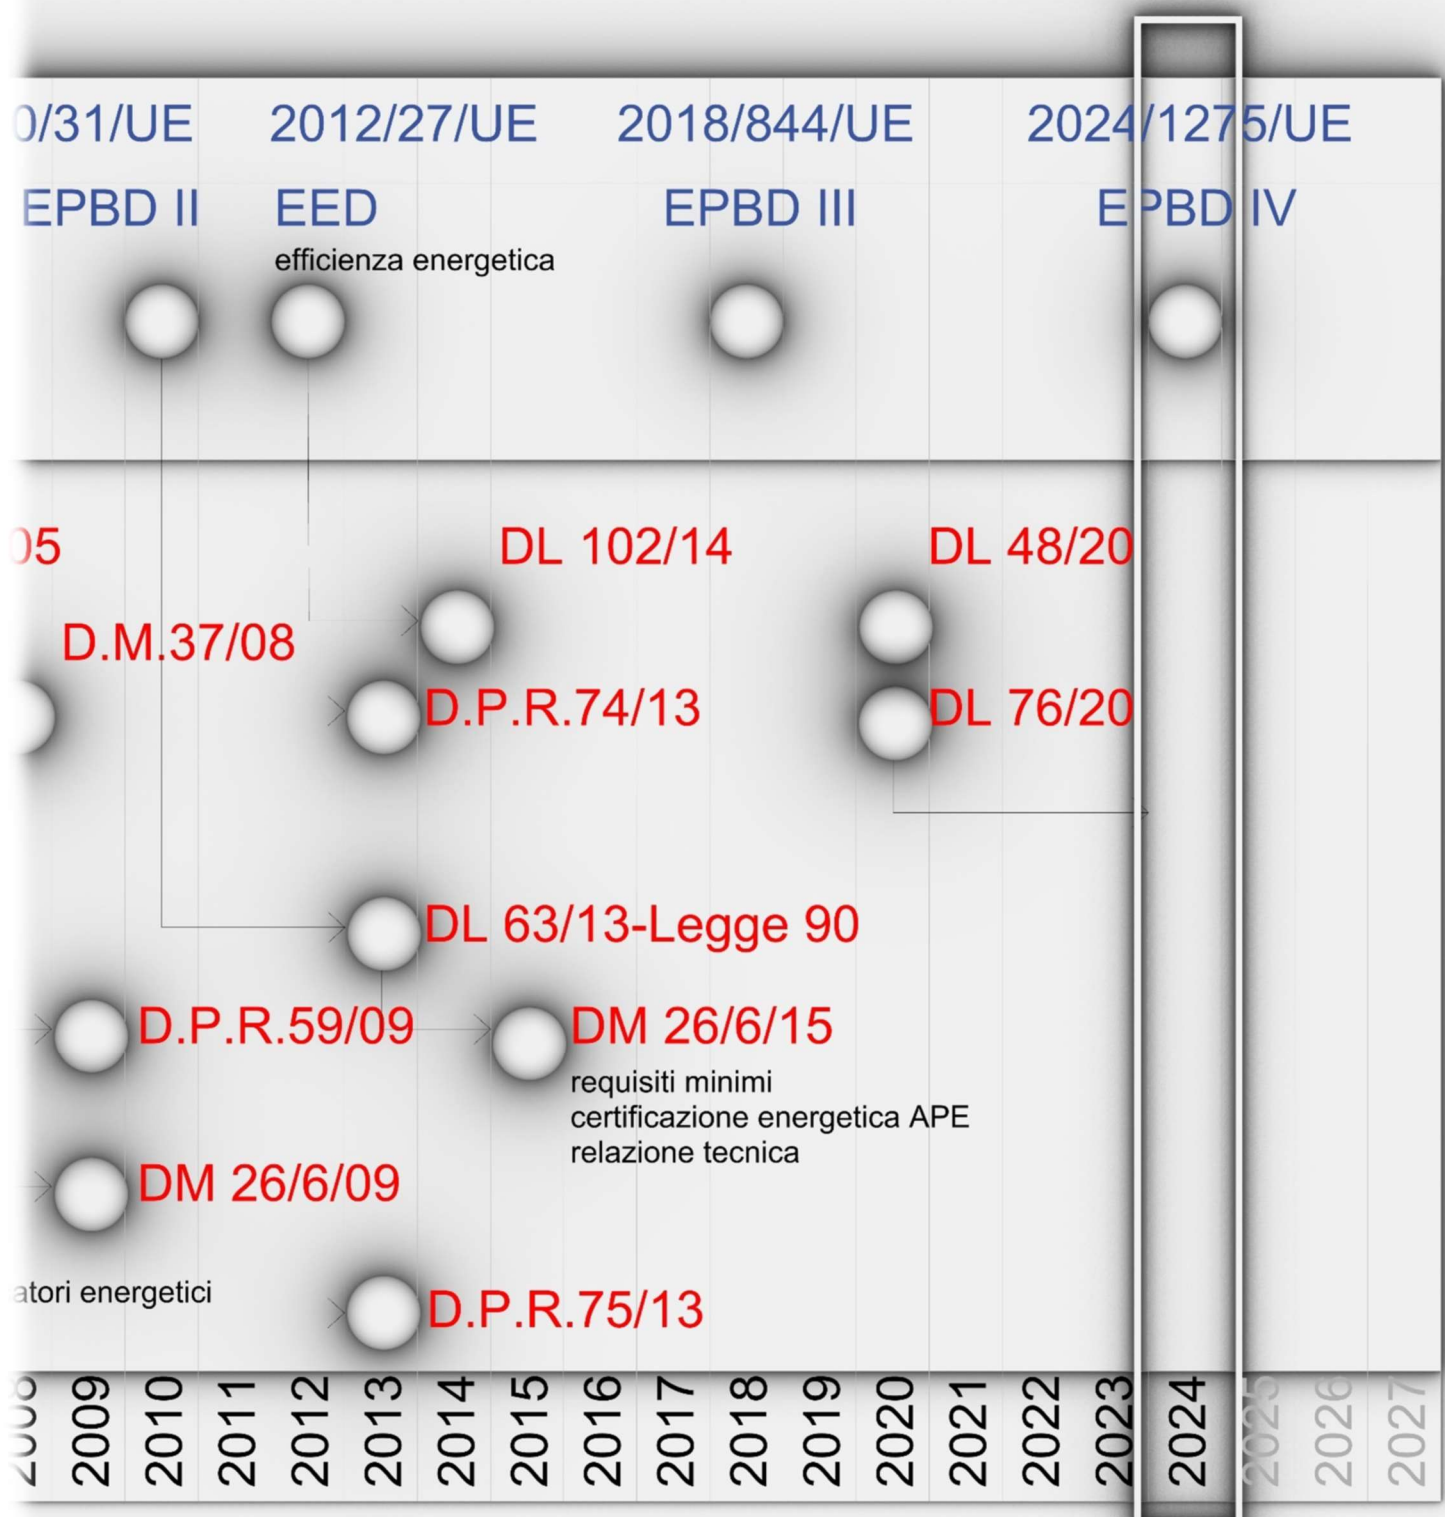 0/31/UE 2012/27/UE 2018/844/UE 2024/1275/UE
EPBD II EED EPBD III EPBD IV
efficienza energetica
05 DL 102/14 DL 48/20
D.M.37/08
D.P.R.74/13 DL 76/20
DL 63/13-Legge 90
D.P.R.59/09 DM 26/6/15
requisiti minimi
certificazione energetica APE
relazione tecnica
DM 26/6/09
atori energetici
D.P.R.75/13
2008 2009 2010 2011 2012 2013 2014 2015 2016 2017 2018 2019 2020 2021 2022 2023 2024 2025 2026 2027